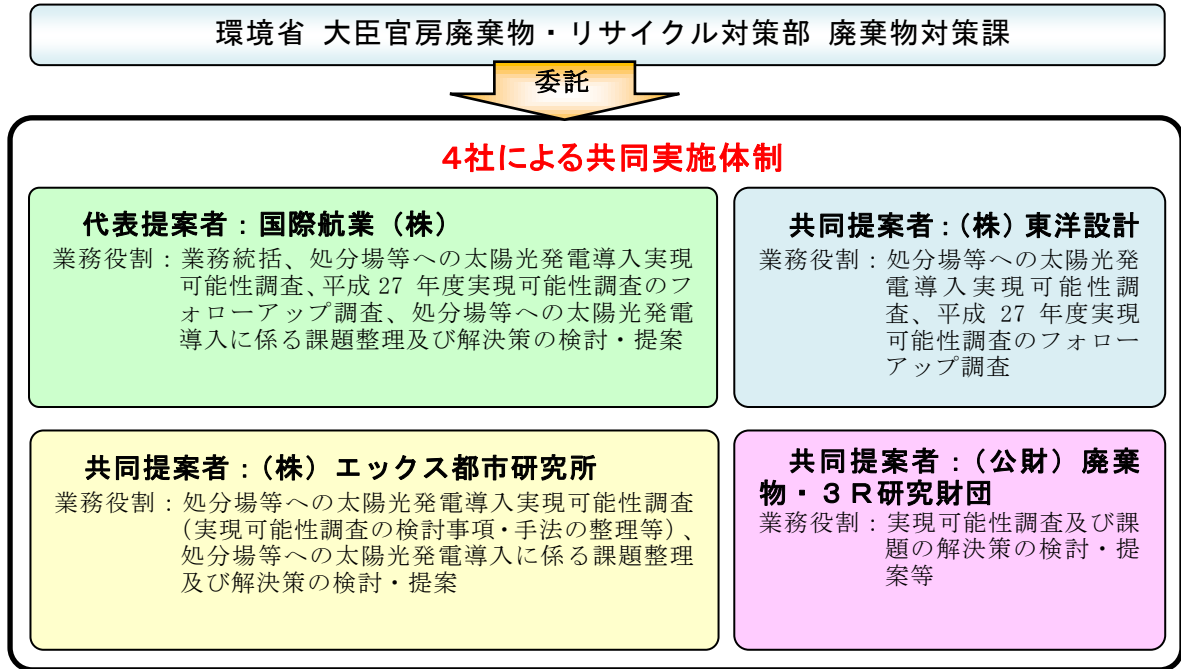 環境省 大臣官房廃棄物・リサイクル対策部 廃棄物対策課
委託
４社による共同実施体制
代表提案者：国際航業（株）
業務役割：業務統括、処分場等への太陽光発電導入実現
可能性調査、平成 27 年度実現可能性調査のフ
ォローアップ調査、処分場等への太陽光発電
導入に係る課題整理及び解決策の検討・提案
共同提案者：（株）東洋設計
業務役割：処分場等への太陽光発
電導入実現可能性調
査、平成 27 年度実現
可能性調査のフォロー
アップ調査
共同提案者：（株）エックス都市研究所
業務役割：処分場等への太陽光発電導入実現可能性調査
（実現可能性調査の検討事項・手法の整理等）、
処分場等への太陽光発電導入に係る課題整理
及び解決策の検討・提案
共同提案者：（公財）廃棄
物・３Ｒ研究財団
業務役割：実現可能性調査及び課
題の解決策の検討・提
案等